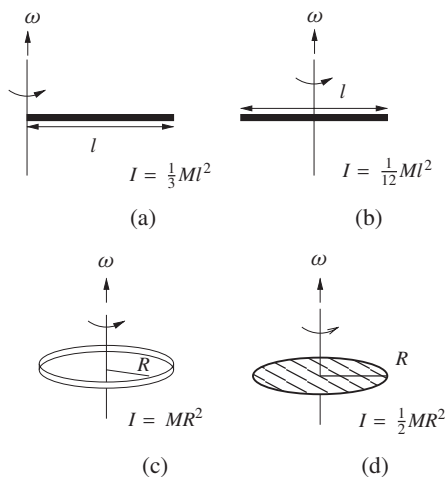 ω ω
l l
I = 1/3 Ml² I = 1/12 Ml²
(a) (b)
ω ω
R R
I = MR² I = 1/2 MR²
(c) (d)